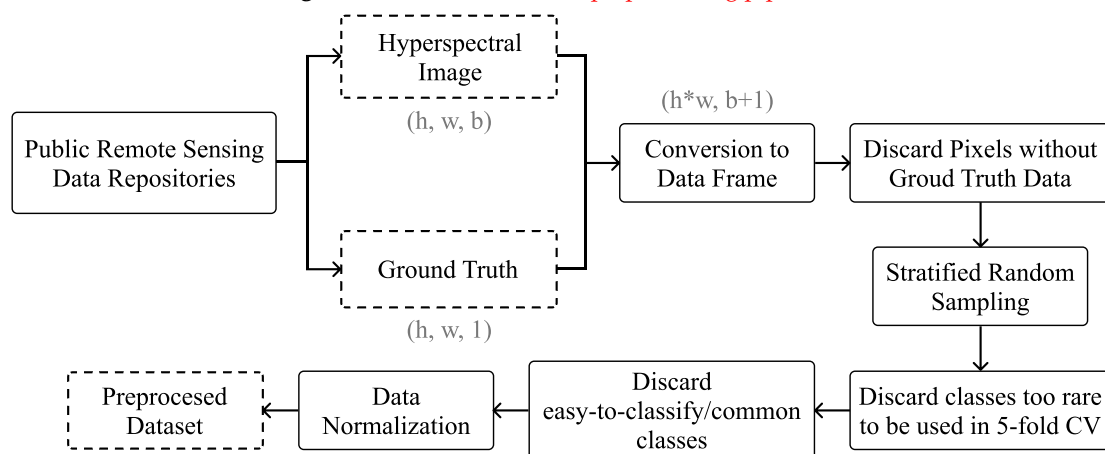 Hyperspectral
Image
(h, w, b)
Public Remote Sensing
Data Repositories
Ground Truth
(h, w, 1)
(h*w, b+1)
Conversion to
Data Frame
Discard Pixels without
Groud Truth Data
Stratified Random
Sampling
Discard classes too rare
to be used in 5-fold CV
Discard
easy-to-classify/common
classes
Data
Normalization
Preprocesed
Dataset